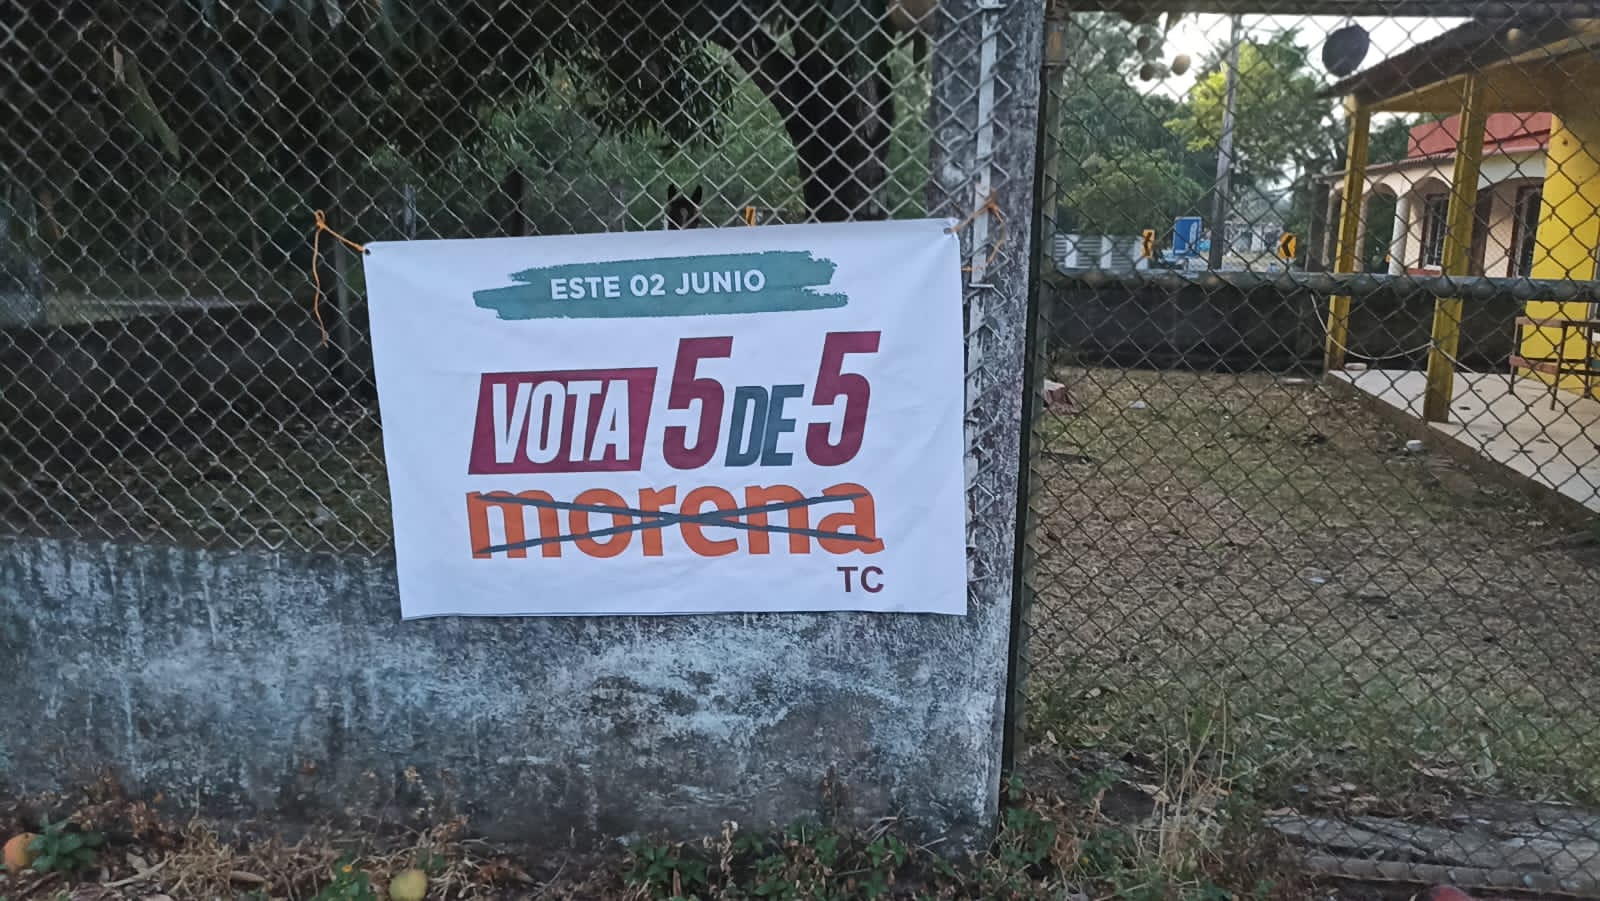 ESTE 02 JUNIO
VOTA 5 DE 5
morena
TC